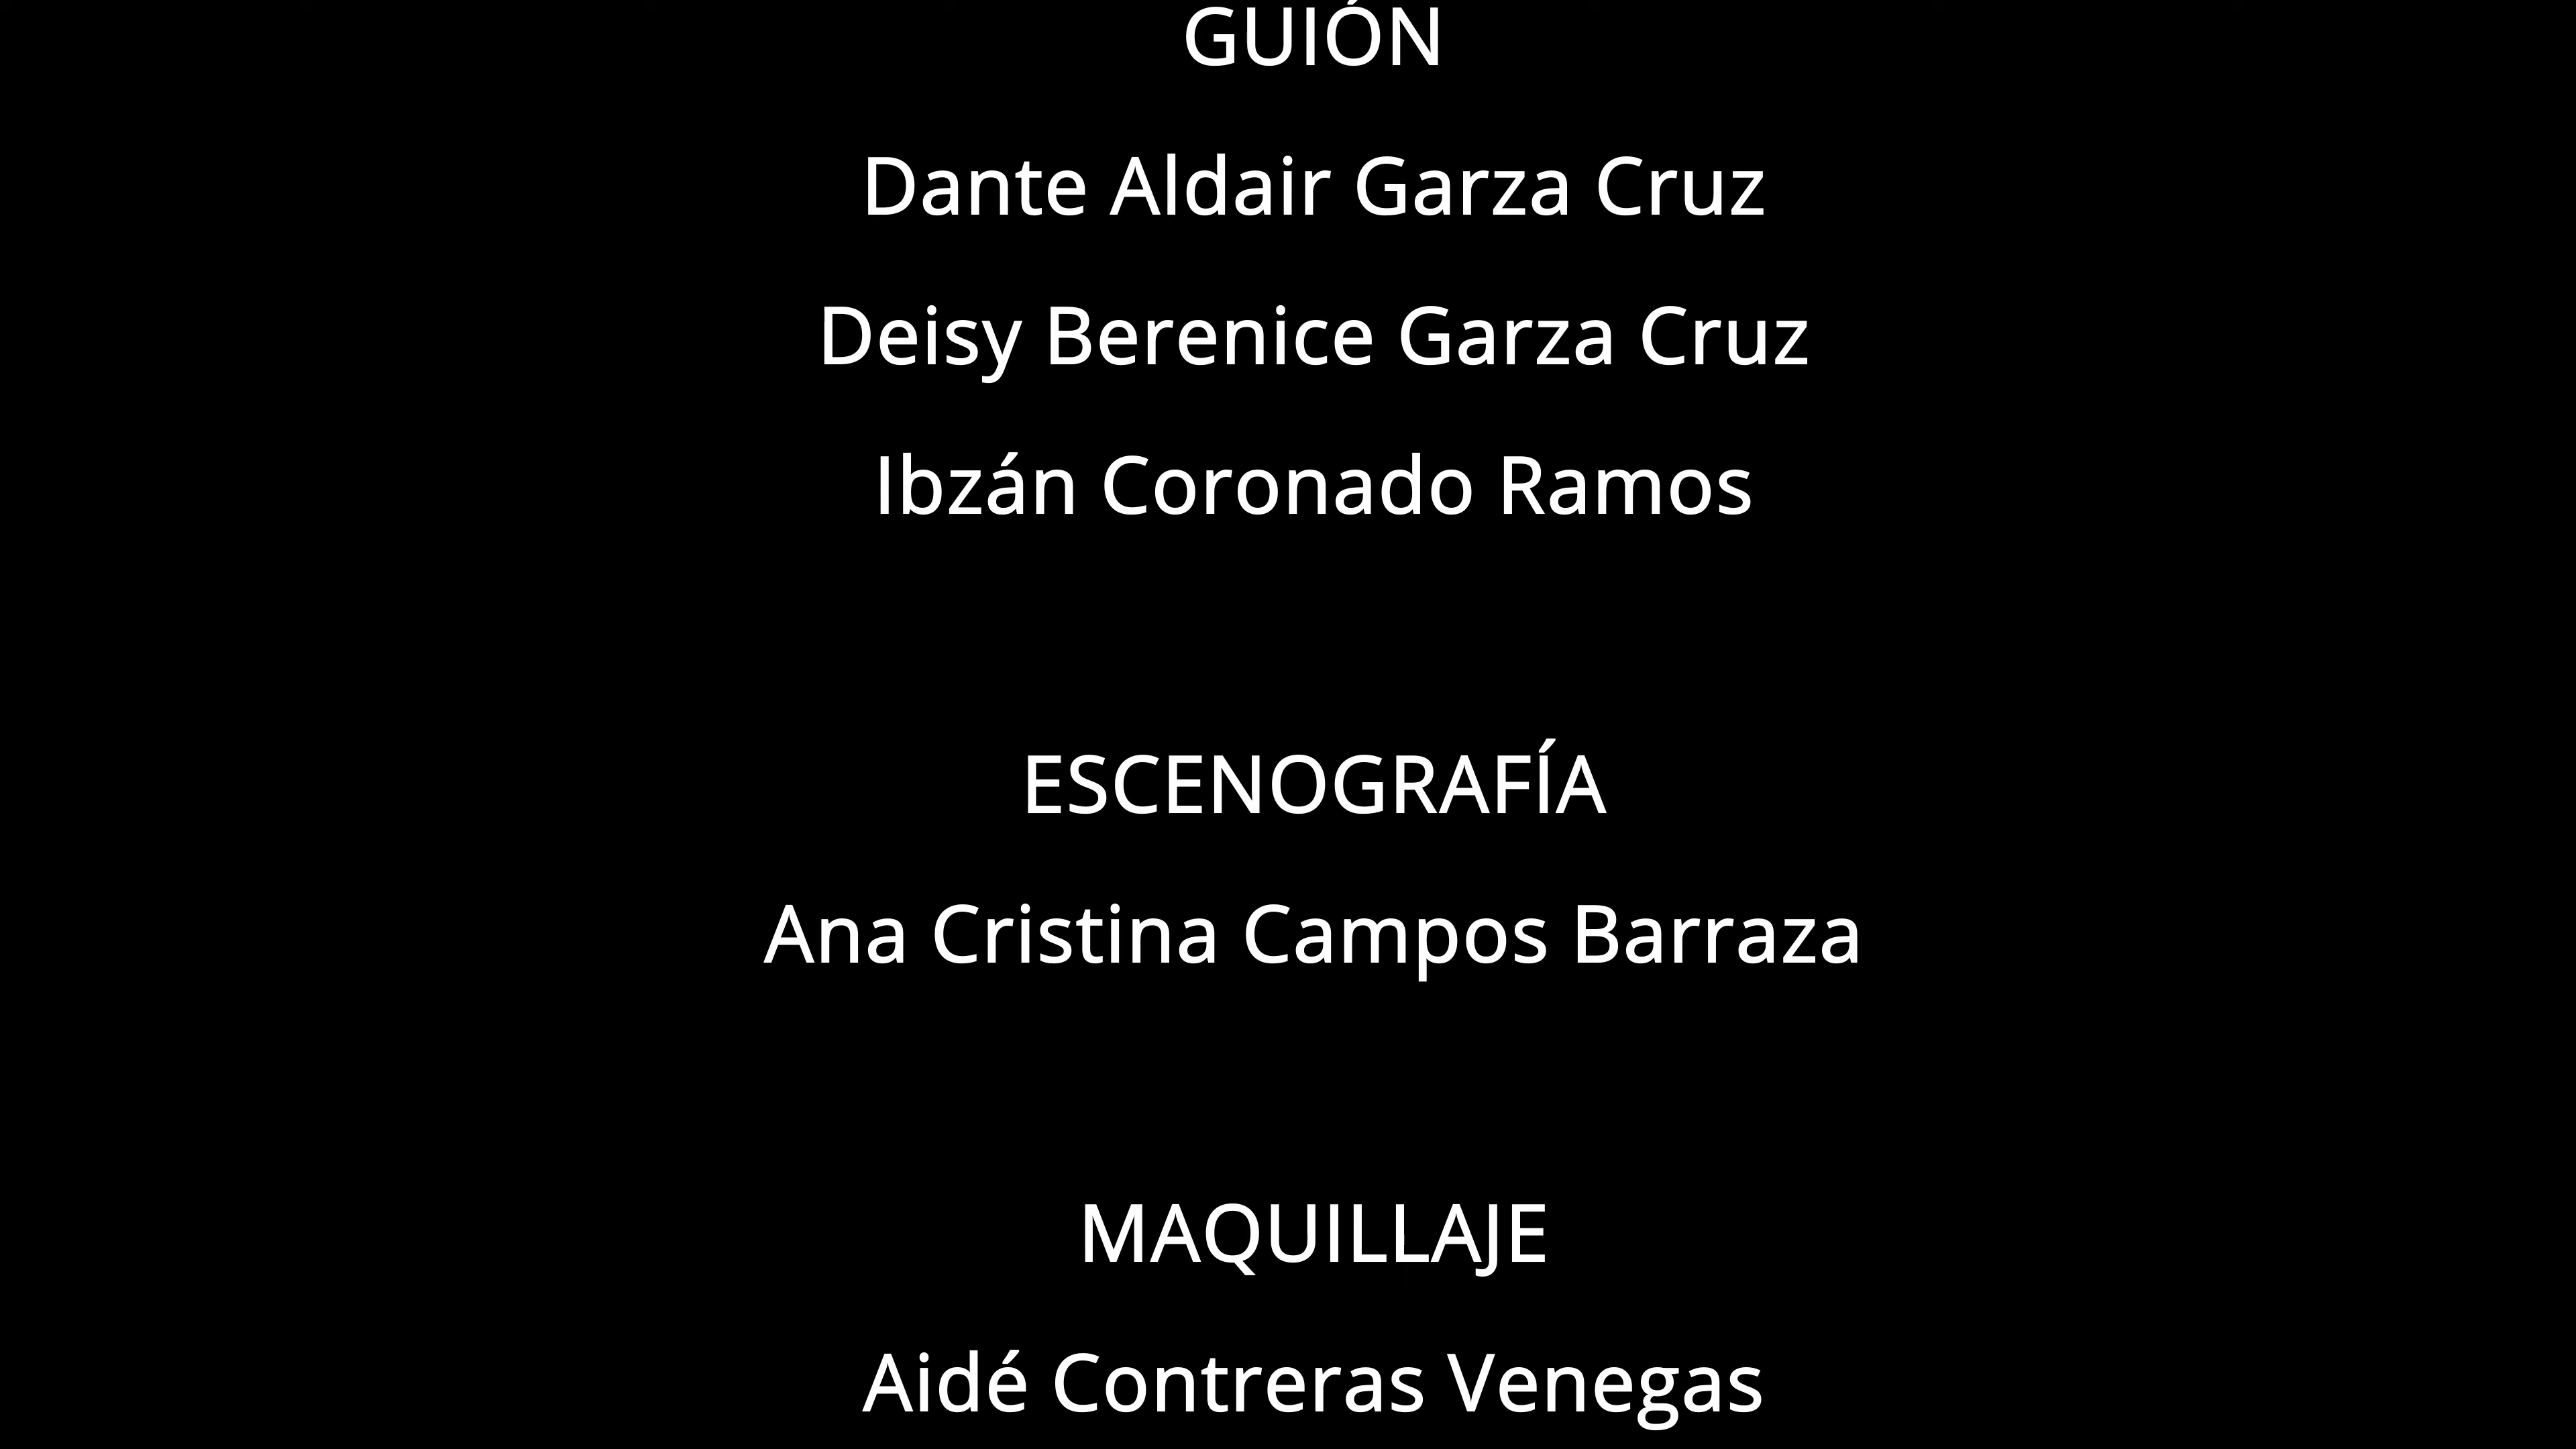 GUIÓN
Dante Aldair Garza Cruz
Deisy Berenice Garza Cruz
Ibzán Coronado Ramos
ESCENOGRAFÍA
Ana Cristina Campos Barraza
MAQUILLAJE
Aidé Contreras Venegas